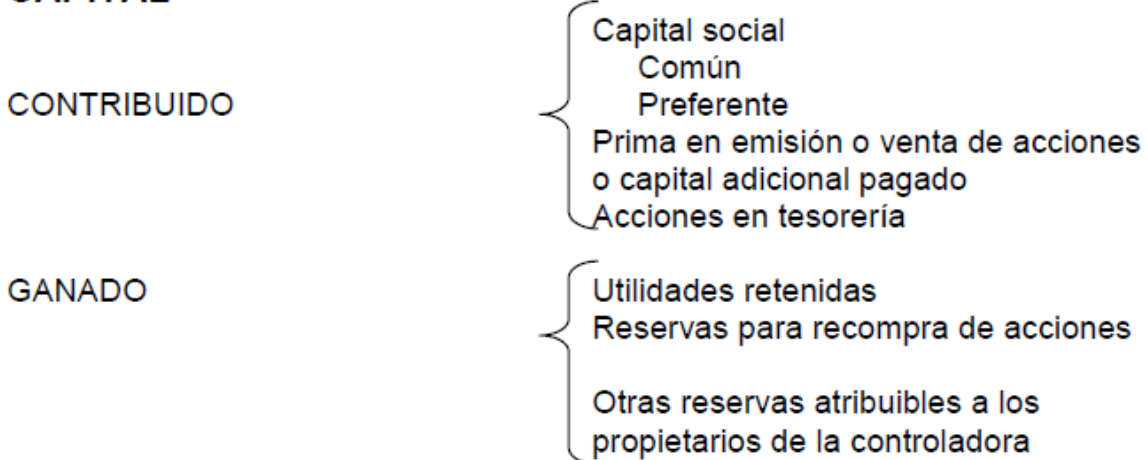 CAPITAL
Capital social
Común
CONTRIBUIDO
Preferente
Prima en emisión o venta de acciones
o capital adicional pagado
Acciones en tesorería
GANADO
Utilidades retenidas
Reservas para recompra de acciones
Otras reservas atribuibles a los
propietarios de la controladora